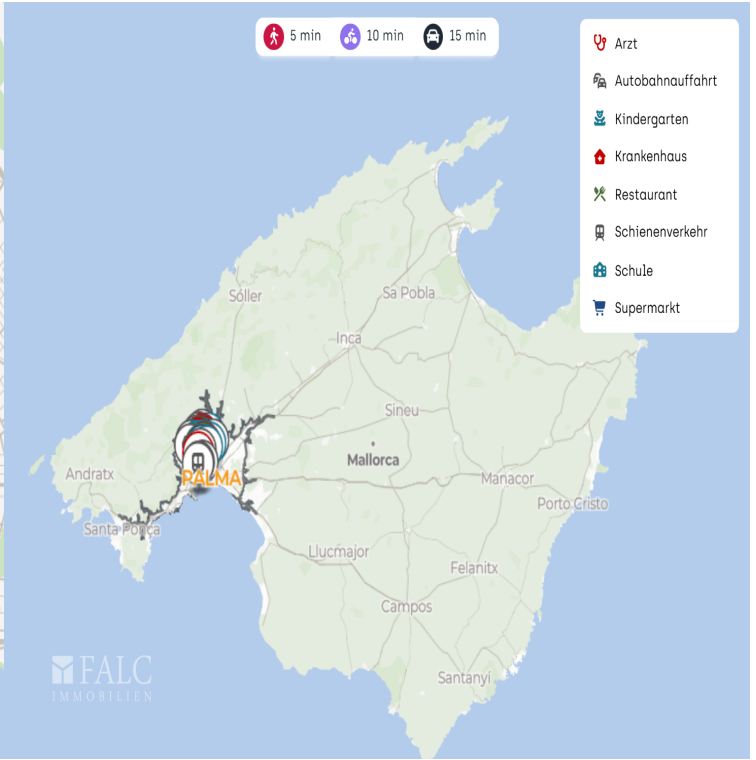 5 min
10 min
15 min
Arzt
Autobahnauffahrt
Kindergarten
Krankenhaus
Restaurant
Schienenverkehr
Schule
Supermarkt
Sóller
Sa Pobla
Inca
Sineu
Mallorca
Andratx
PALMA
Manacor
Porto Cristo
Santa Ponça
Llucmajor
Felanitx
Campos
Santanyí
FALC
IMMOBILIEN